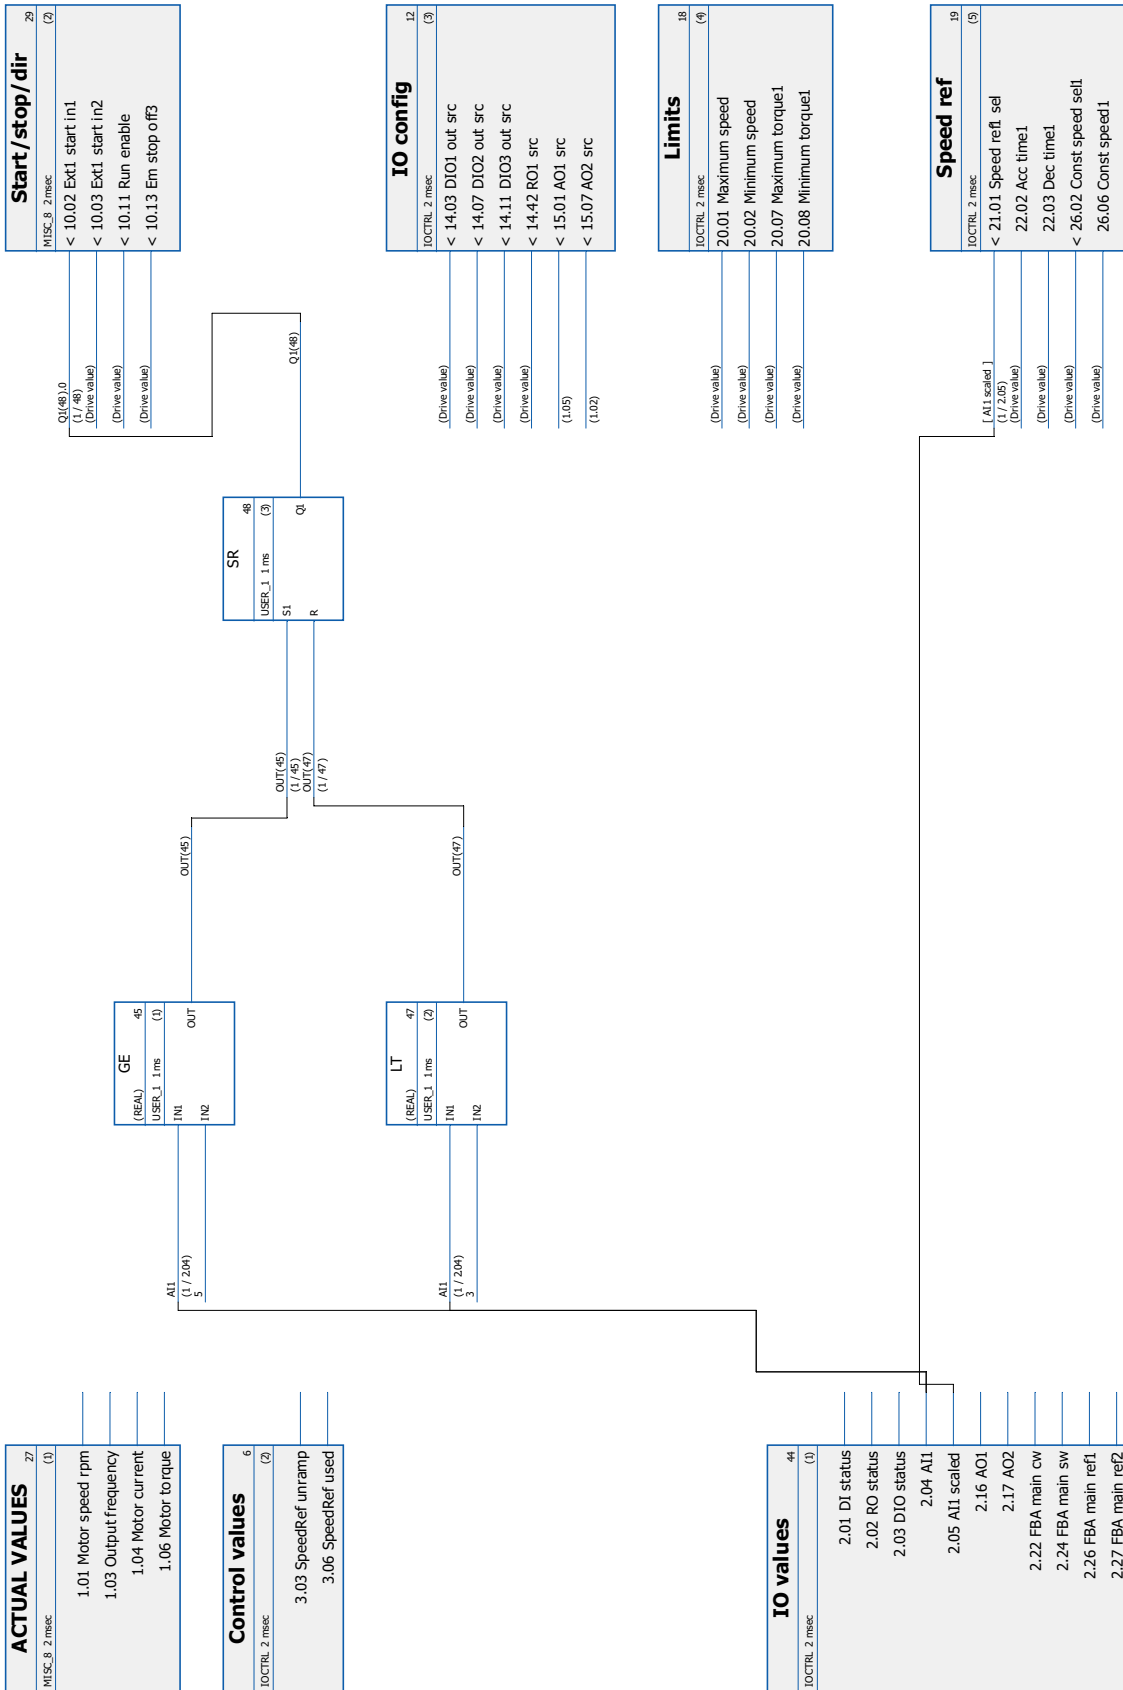 ACTUAL VALUES
27
MISC_8 2 msec
(1)
1.01 Motor speed rpm
1.03 Output frequency
1.04 Motor current
1.06 Motor torque
Control values
6
IOCTRL 2 msec
(2)
3.03 SpeedRef unramp
3.06 SpeedRef used
IO values
44
IOCTRL 2 msec
(1)
2.01 DI status
2.02 RO status
2.03 DIO status
2.04 AI1
2.05 AI1 scaled
2.16 AO1
2.17 AO2
2.22 FBA main cw
2.24 FBA main sw
2.26 FBA main ref1
2.27 FBA main ref2
AI1
(1 / 2.04)
5
GE
(REAL)
45
USER_1 1 ms
(1)
IN1
OUT
IN2
OUT(45)
AI1
(1 / 2.04)
3
LT
(REAL)
47
USER_1 1 ms
(2)
IN1
OUT
IN2
OUT(47)
OUT(45)
(1 / 45)
OUT(47)
(1 / 47)
SR
48
USER_1 1 ms
(3)
S1
Q1
R
Q1(48)
Q1(48).0
(1 / 48)
(Drive value)
(Drive value)
(Drive value)
Start/stop/dir
29
MISC_8 2 msec
(2)
< 10.02 Ext1 start in1
< 10.03 Ext1 start in2
< 10.11 Run enable
< 10.13 Em stop off3
(Drive value)
(Drive value)
(Drive value)
(Drive value)
(1.05)
(1.02)
IO config
12
IOCTRL 2 msec
(3)
< 14.03 DIO1 out src
< 14.07 DIO2 out src
< 14.11 DIO3 out src
< 14.42 RO1 src
< 15.01 AO1 src
< 15.07 AO2 src
(Drive value)
(Drive value)
(Drive value)
(Drive value)
Limits
18
IOCTRL 2 msec
(4)
20.01 Maximum speed
20.02 Minimum speed
20.07 Maximum torque1
20.08 Minimum torque1
[ AI1 scaled ]
(1 / 2.05)
(Drive value)
(Drive value)
(Drive value)
(Drive value)
Speed ref
19
IOCTRL 2 msec
(5)
< 21.01 Speed ref1 sel
22.02 Acc time1
22.03 Dec time1
< 26.02 Const speed sel1
26.06 Const speed1